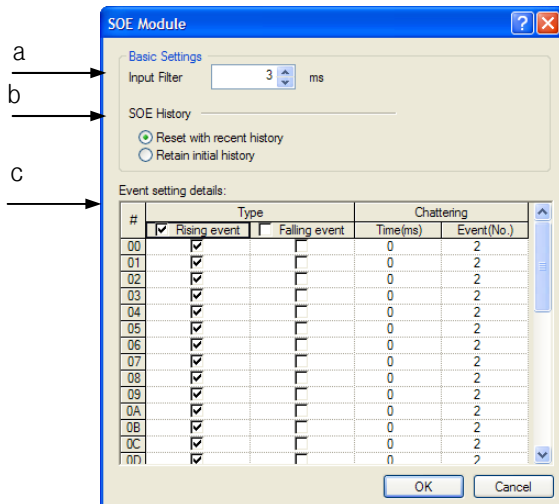 SOE Module
Basic Settings
a
Input Filter 3 ms
b
SOE History
Reset with recent history
Retain initial history
c
Event setting details:
# Type Chattering
Rising event Falling event Time(ms) Event(No.)
00 0 2
01 0 2
02 0 2
03 0 2
04 0 2
05 0 2
06 0 2
07 0 2
08 0 2
09 0 2
0A 0 2
0B 0 2
0C 0 2
0D 0 2
OK Cancel